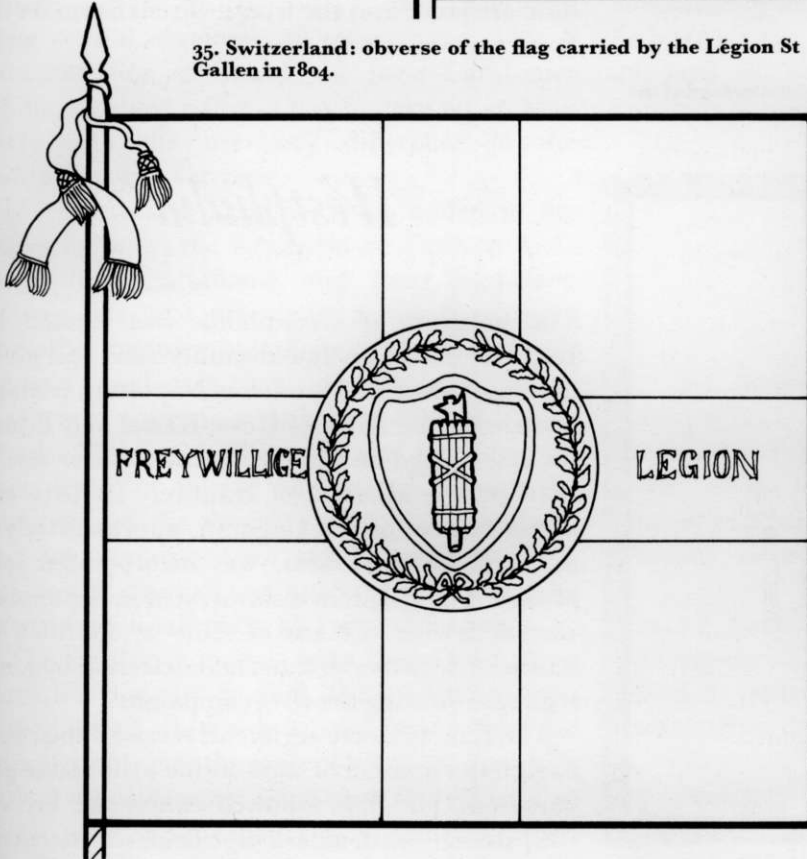 35. Switzerland: obverse of the flag carried by the Légion St
Gallen in 1804.
FREYWILLIGE LEGION